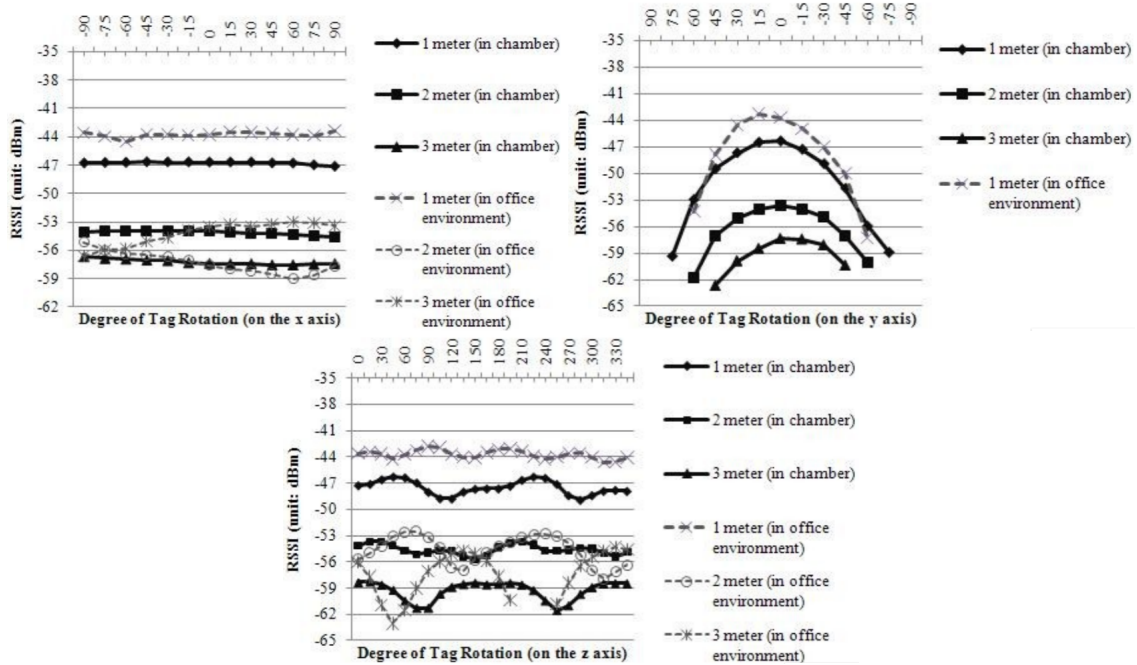 -90 -75 -60 -45 -30 -15 0 15 30 45 60 75 90
-35
-38
-41
-44
-47
-50
-53
-56
-59
-62
RSSI (unit: dBm)
Degree of Tag Rotation (on the x axis)
1 meter (in chamber)
2 meter (in chamber)
3 meter (in chamber)
1 meter (in office
environment)
2 meter (in office
environment)
3 meter (in office
environment)
90 75 60 45 30 15 0 -15 -30 -45 -60 -75 -90
-35
-38
-41
-44
-47
-50
-53
-56
-59
-62
-65
RSSI (unit: dBm)
Degree of Tag Rotation (on the y axis)
1 meter (in chamber)
2 meter (in chamber)
3 meter (in chamber)
1 meter (in office
environment)
0 30 60 90 120 150 180 210 240 270 300 330
-35
-38
-41
-44
-47
-50
-53
-56
-59
-62
-65
RSSI (unit: dBm)
Degree of Tag Rotation (on the z axis)
1 meter (in chamber)
2 meter (in chamber)
3 meter (in chamber)
1 meter (in office
environment)
2 meter (in office
environment)
3 meter (in office
environment)